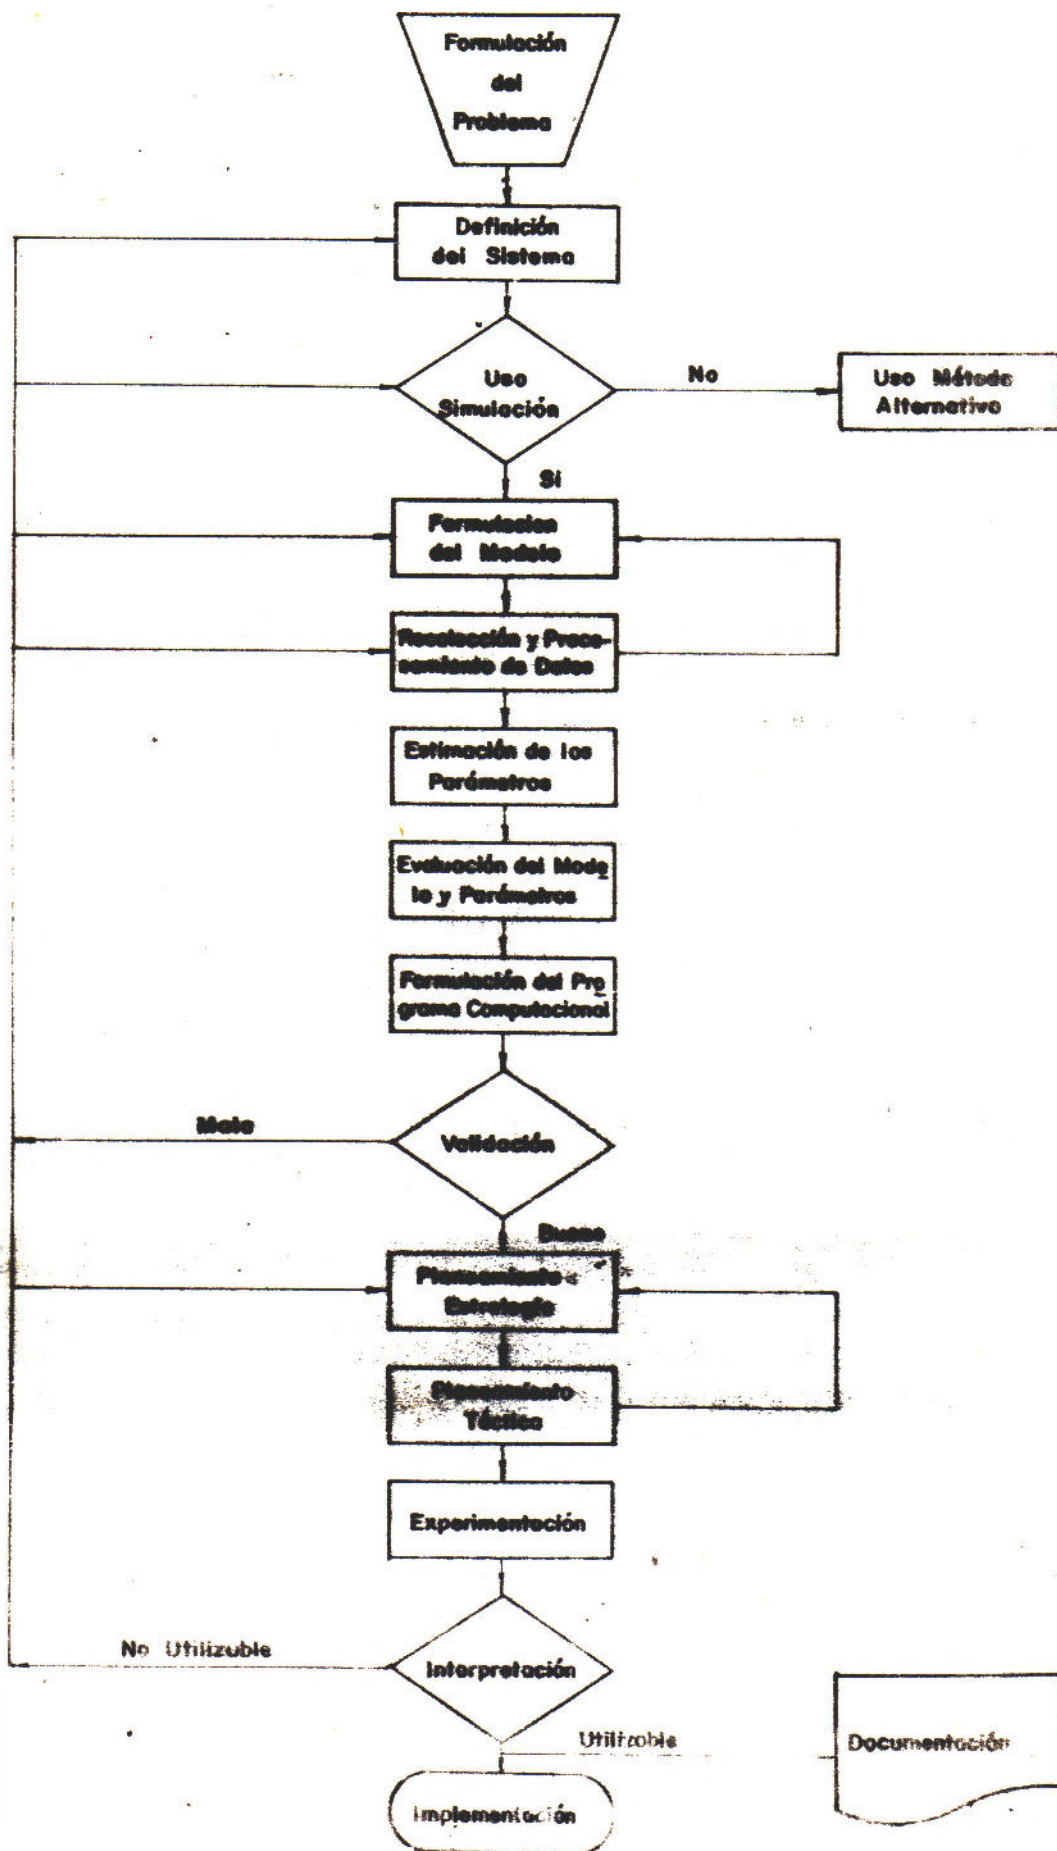 Formulación
del
Problema
Definición
del Sistema
Uso
Simulación
No
Uso Método
Alternativo
Si
Formulacion
del Modelo
Recolección y Proce-
samiento de Datos
Estimación de los
Parámetros
Evaluación del Mode
lo y Parámetros
Formulación del Pro
grama Computacional
Malo
Validación
Bueno
Planeamiento
Estrategic
Planeamiento
Táctico
Experimentación
No Utilizable
Interpretación
Utilizable
Documentación
Implementación